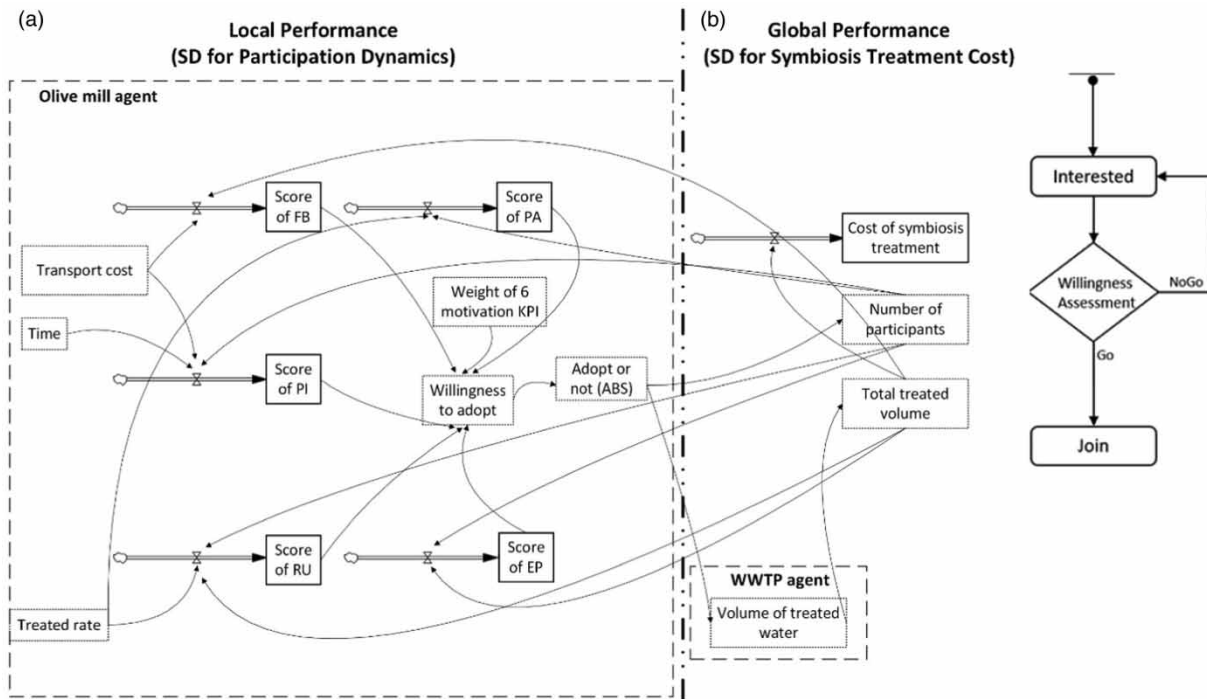 (a)
Local Performance
(SD for Participation Dynamics)
Olive mill agent
Score
of FB
Score
of PA
Transport cost
Weight of 6
motivation KPI
Time
Score
of PI
Willingness
to adopt
Adopt or
not (ABS)
Score
of RU
Score
of EP
Treated rate
(b)
Global Performance
(SD for Symbiosis Treatment Cost)
Cost of symbiosis
treatment
Number of
participants
Total treated
volume
WWTP agent
Volume of treated
water
Interested
Willingness
Assessment
NoGo
Go
Join